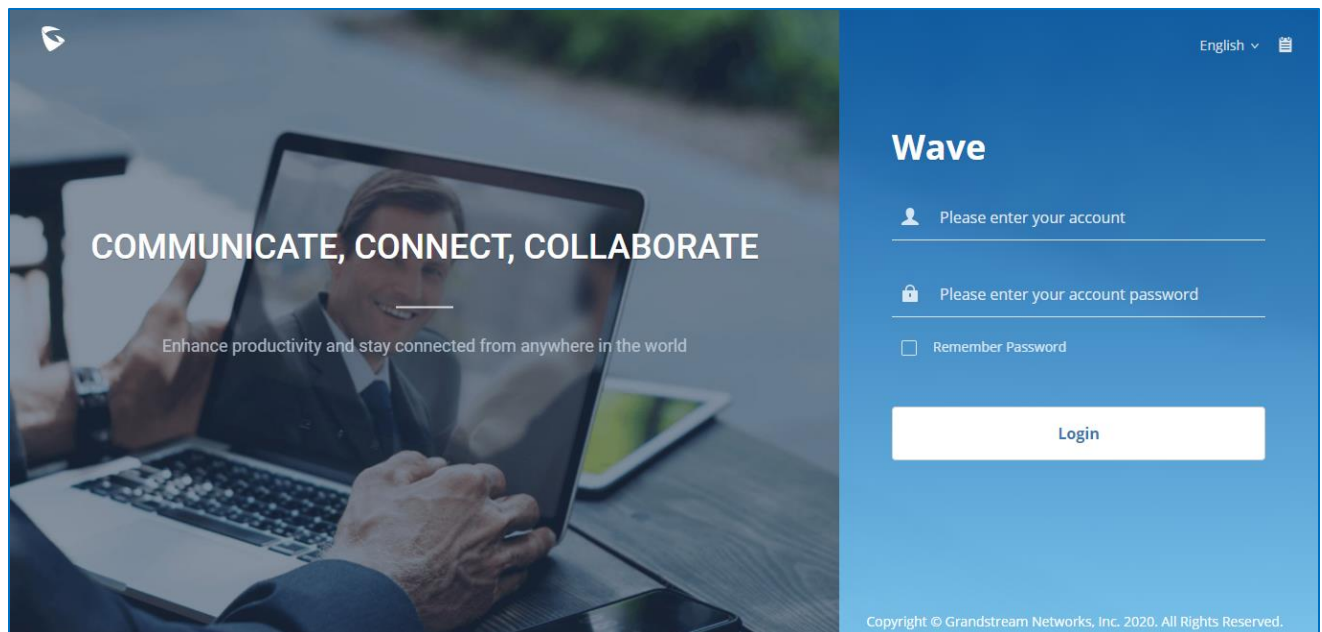 English
Wave
Please enter your account
COMMUNICATE, CONNECT, COLLABORATE
Please enter your account password
Enhance productivity and stay connected from anywhere in the world
Remember Password
Login
Copyright © Grandstream Networks, Inc. 2020. All Rights Reserved.